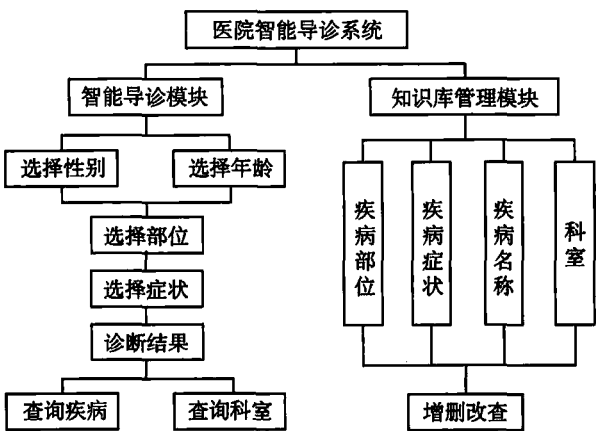 医院智能导诊系统
智能导诊模块
知识库管理模块
选择性别
选择年龄
选择部位
选择症状
诊断结果
查询疾病
查询科室
疾病部位
疾病症状
疾病名称
科室
增删改查